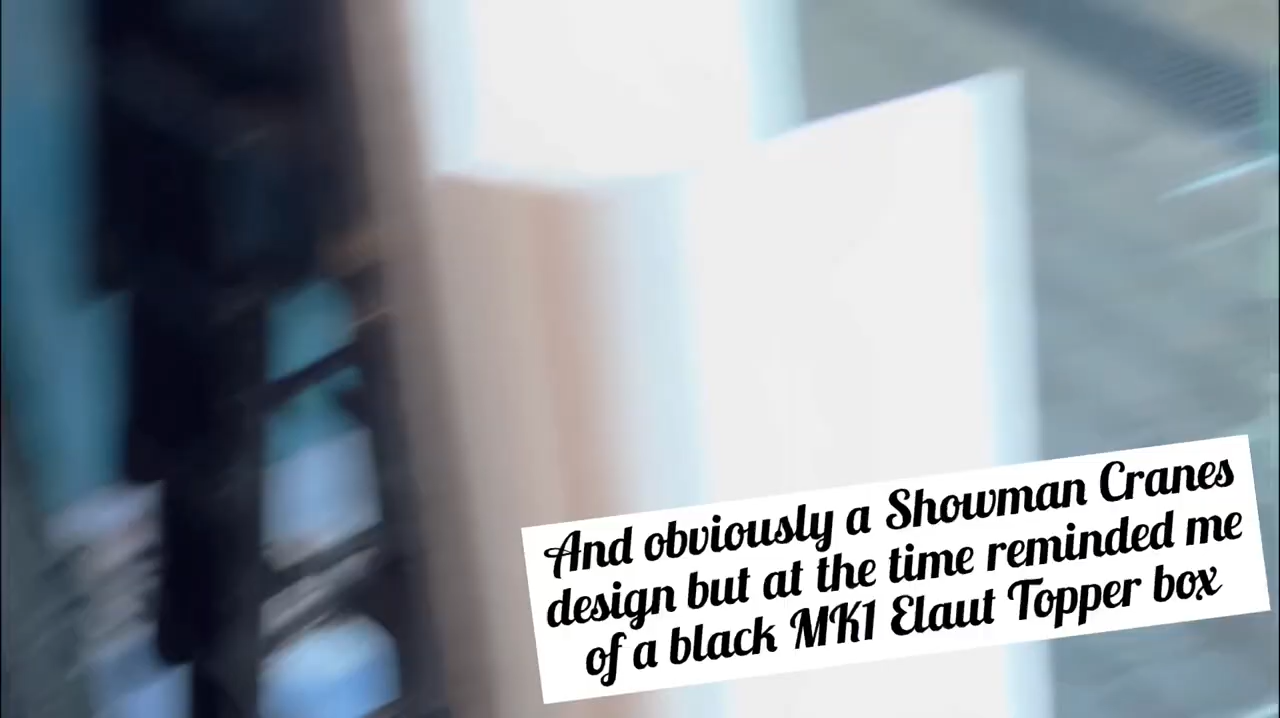 And obviously a Showman Cranes
design but at the time reminded me
of a black MK1 Elaut Topper box